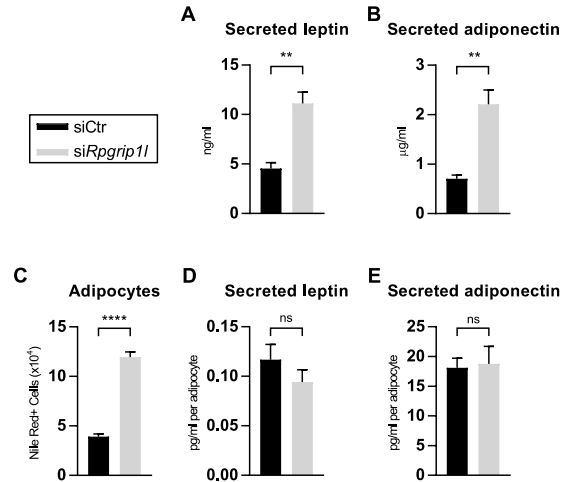 A
Secreted leptin
**
15
10
5
0
ng/ml
B
Secreted adiponectin
**
3
2
1
0
μg/ml
siCtr
siRpgrip1l
C
Adipocytes
****
15
10
5
0
Nile Red+ Cells (x10⁴)
D
Secreted leptin
ns
0.15
0.10
0.05
0.00
pg/ml per adipocyte
E
Secreted adiponectin
ns
25
20
15
10
5
0
pg/ml per adipocyte